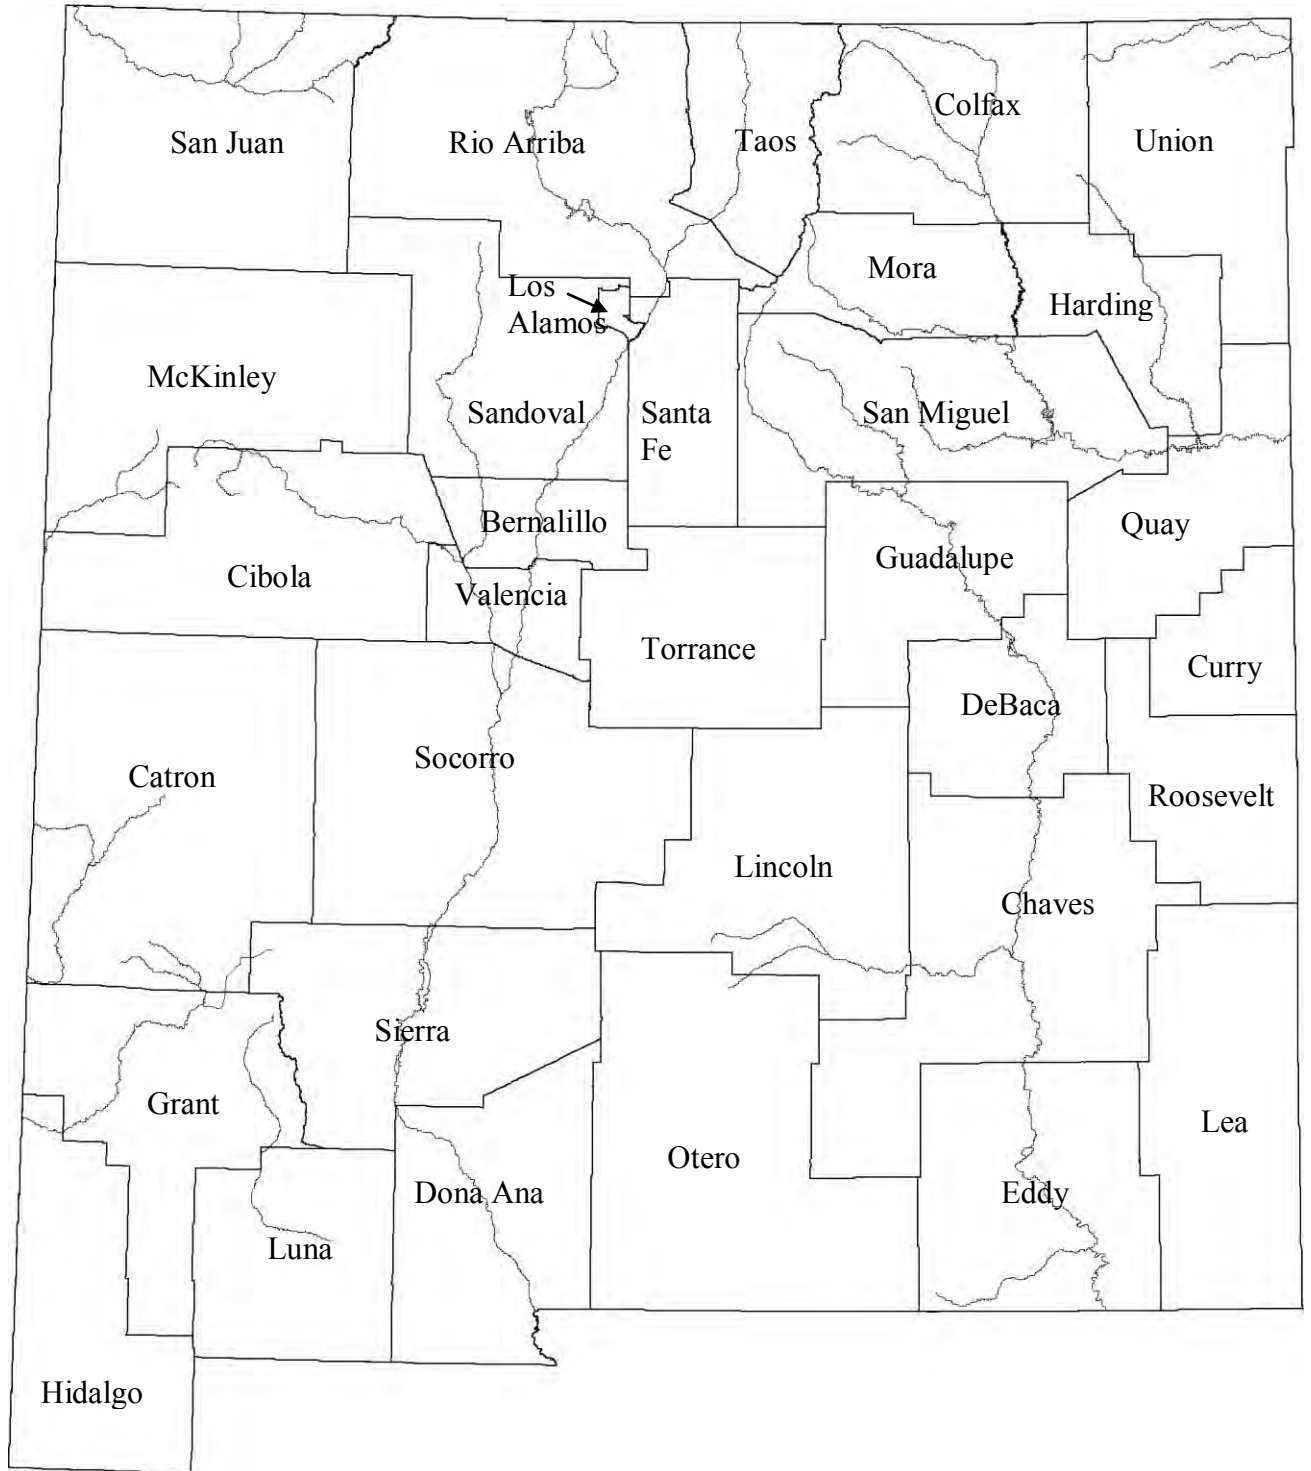 Colfax
San Juan
Rio Arriba
Taos
Union
Mora
Los
Alamos
Harding
McKinley
Sandoval
Santa
Fe
San Miguel
Bernalillo
Quay
Guadalupe
Cibola
Valencia
Torrance
Curry
DeBaca
Socorro
Catron
Roosevelt
Lincoln
Chaves
Sierra
Grant
Lea
Otero
Dona Ana
Eddy
Luna
Hidalgo